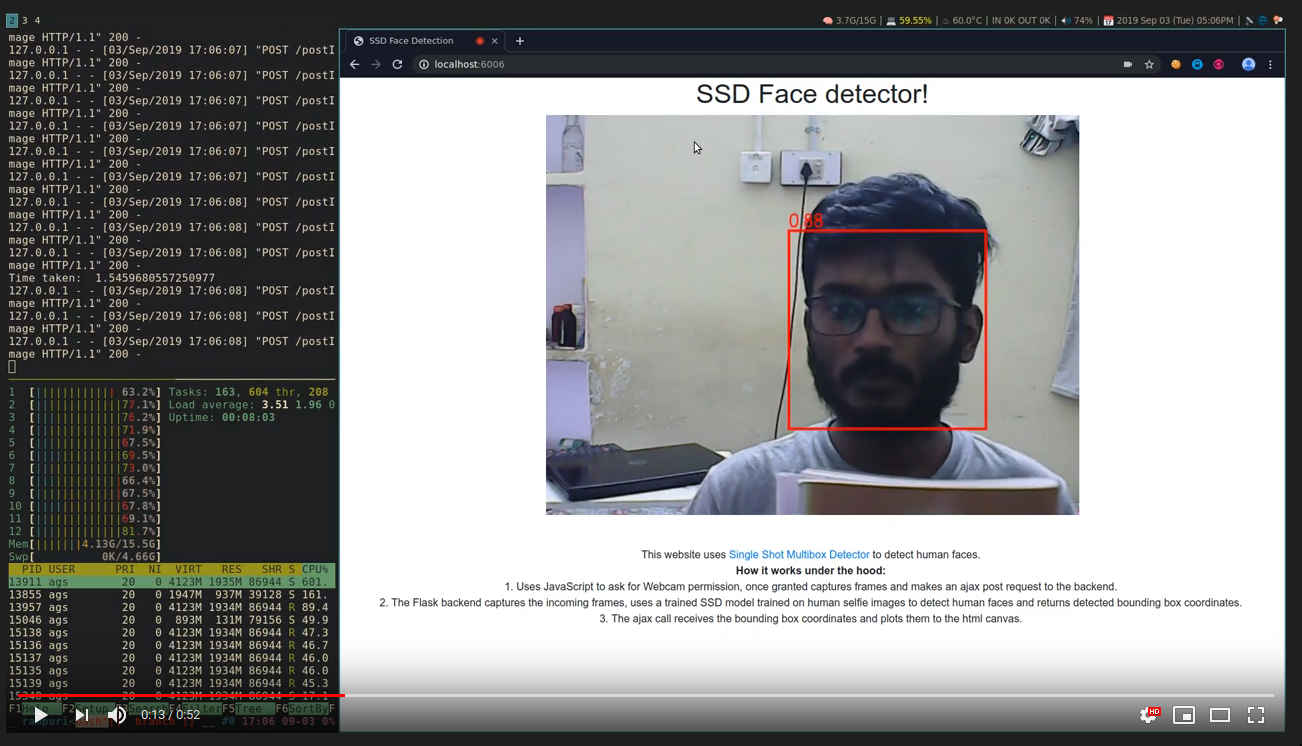 2 3 4
3.7G/15G | 59.55% | 60.0°C | IN 0K OUT 0K | 74% | 2019 Sep 03 (Tue) 05:06PM |
mage HTTP/1.1" 200 -
127.0.0.1 - - [03/Sep/2019 17:06:07] "POST /postI
mage HTTP/1.1" 200 -
127.0.0.1 - - [03/Sep/2019 17:06:07] "POST /postI
mage HTTP/1.1" 200 -
127.0.0.1 - - [03/Sep/2019 17:06:07] "POST /postI
mage HTTP/1.1" 200 -
127.0.0.1 - - [03/Sep/2019 17:06:07] "POST /postI
mage HTTP/1.1" 200 -
127.0.0.1 - - [03/Sep/2019 17:06:07] "POST /postI
mage HTTP/1.1" 200 -
127.0.0.1 - - [03/Sep/2019 17:06:07] "POST /postI
mage HTTP/1.1" 200 -
127.0.0.1 - - [03/Sep/2019 17:06:08] "POST /postI
mage HTTP/1.1" 200 -
127.0.0.1 - - [03/Sep/2019 17:06:08] "POST /postI
mage HTTP/1.1" 200 -
127.0.0.1 - - [03/Sep/2019 17:06:08] "POST /postI
mage HTTP/1.1" 200 -
Time taken: 1.5459680557250977
127.0.0.1 - - [03/Sep/2019 17:06:08] "POST /postI
mage HTTP/1.1" 200 -
127.0.0.1 - - [03/Sep/2019 17:06:08] "POST /postI
mage HTTP/1.1" 200 -
127.0.0.1 - - [03/Sep/2019 17:06:08] "POST /postI
mage HTTP/1.1" 200 -
1 [|||||||||||| 63.2%] Tasks: 163, 604 thr, 208
2 [|||||||||||||77.1%] Load average: 3.51 1.96 0
3 [|||||||||||||76.2%] Uptime: 00:08:03
4 [|||||||||||||71.9%]
5 [|||||||||||||67.5%]
6 [|||||||||||||69.5%]
7 [|||||||||||||73.0%]
8 [|||||||||||||66.4%]
9 [|||||||||||||67.5%]
10 [|||||||||||||67.8%]
11 [|||||||||||||69.1%]
12 [|||||||||||||81.7%]
Mem[|||||||4.13G/15.5G]
Swp[ 0K/4.66G]
PID USER PRI NI VIRT RES SHR S CPU%
13911 ags 20 0 4123M 1935M 86944 S 601.
13855 ags 20 0 1947M 937M 39128 S 161.
13957 ags 20 0 4123M 1934M 86944 R 89.4
15046 ags 20 0 893M 131M 79156 S 49.9
15138 ags 20 0 4123M 1934M 86944 R 47.3
15136 ags 20 0 4123M 1934M 86944 R 46.7
15137 ags 20 0 4123M 1934M 86944 R 46.0
15135 ags 20 0 4123M 1934M 86944 R 46.0
15139 ags 20 0 4123M 1934M 86944 R 45.3
ags 20 0 4123M 1934M 86944 S 17.1
F1Help F2Setup F3Search F4Filter F5Tree F6SortByF
branch #0 17:06 09-03 0%
SSD Face Detection
localhost:6006
SSD Face detector!
0.88
This website uses Single Shot Multibox Detector to detect human faces.
How it works under the hood:
1. Uses JavaScript to ask for Webcam permission, once granted captures frames and makes an ajax post request to the backend.
2. The Flask backend captures the incoming frames, uses a trained SSD model trained on human selfie images to detect human faces and returns detected bounding box coordinates.
3. The ajax call receives the bounding box coordinates and plots them to the html canvas.
0:13 / 0:52
HD